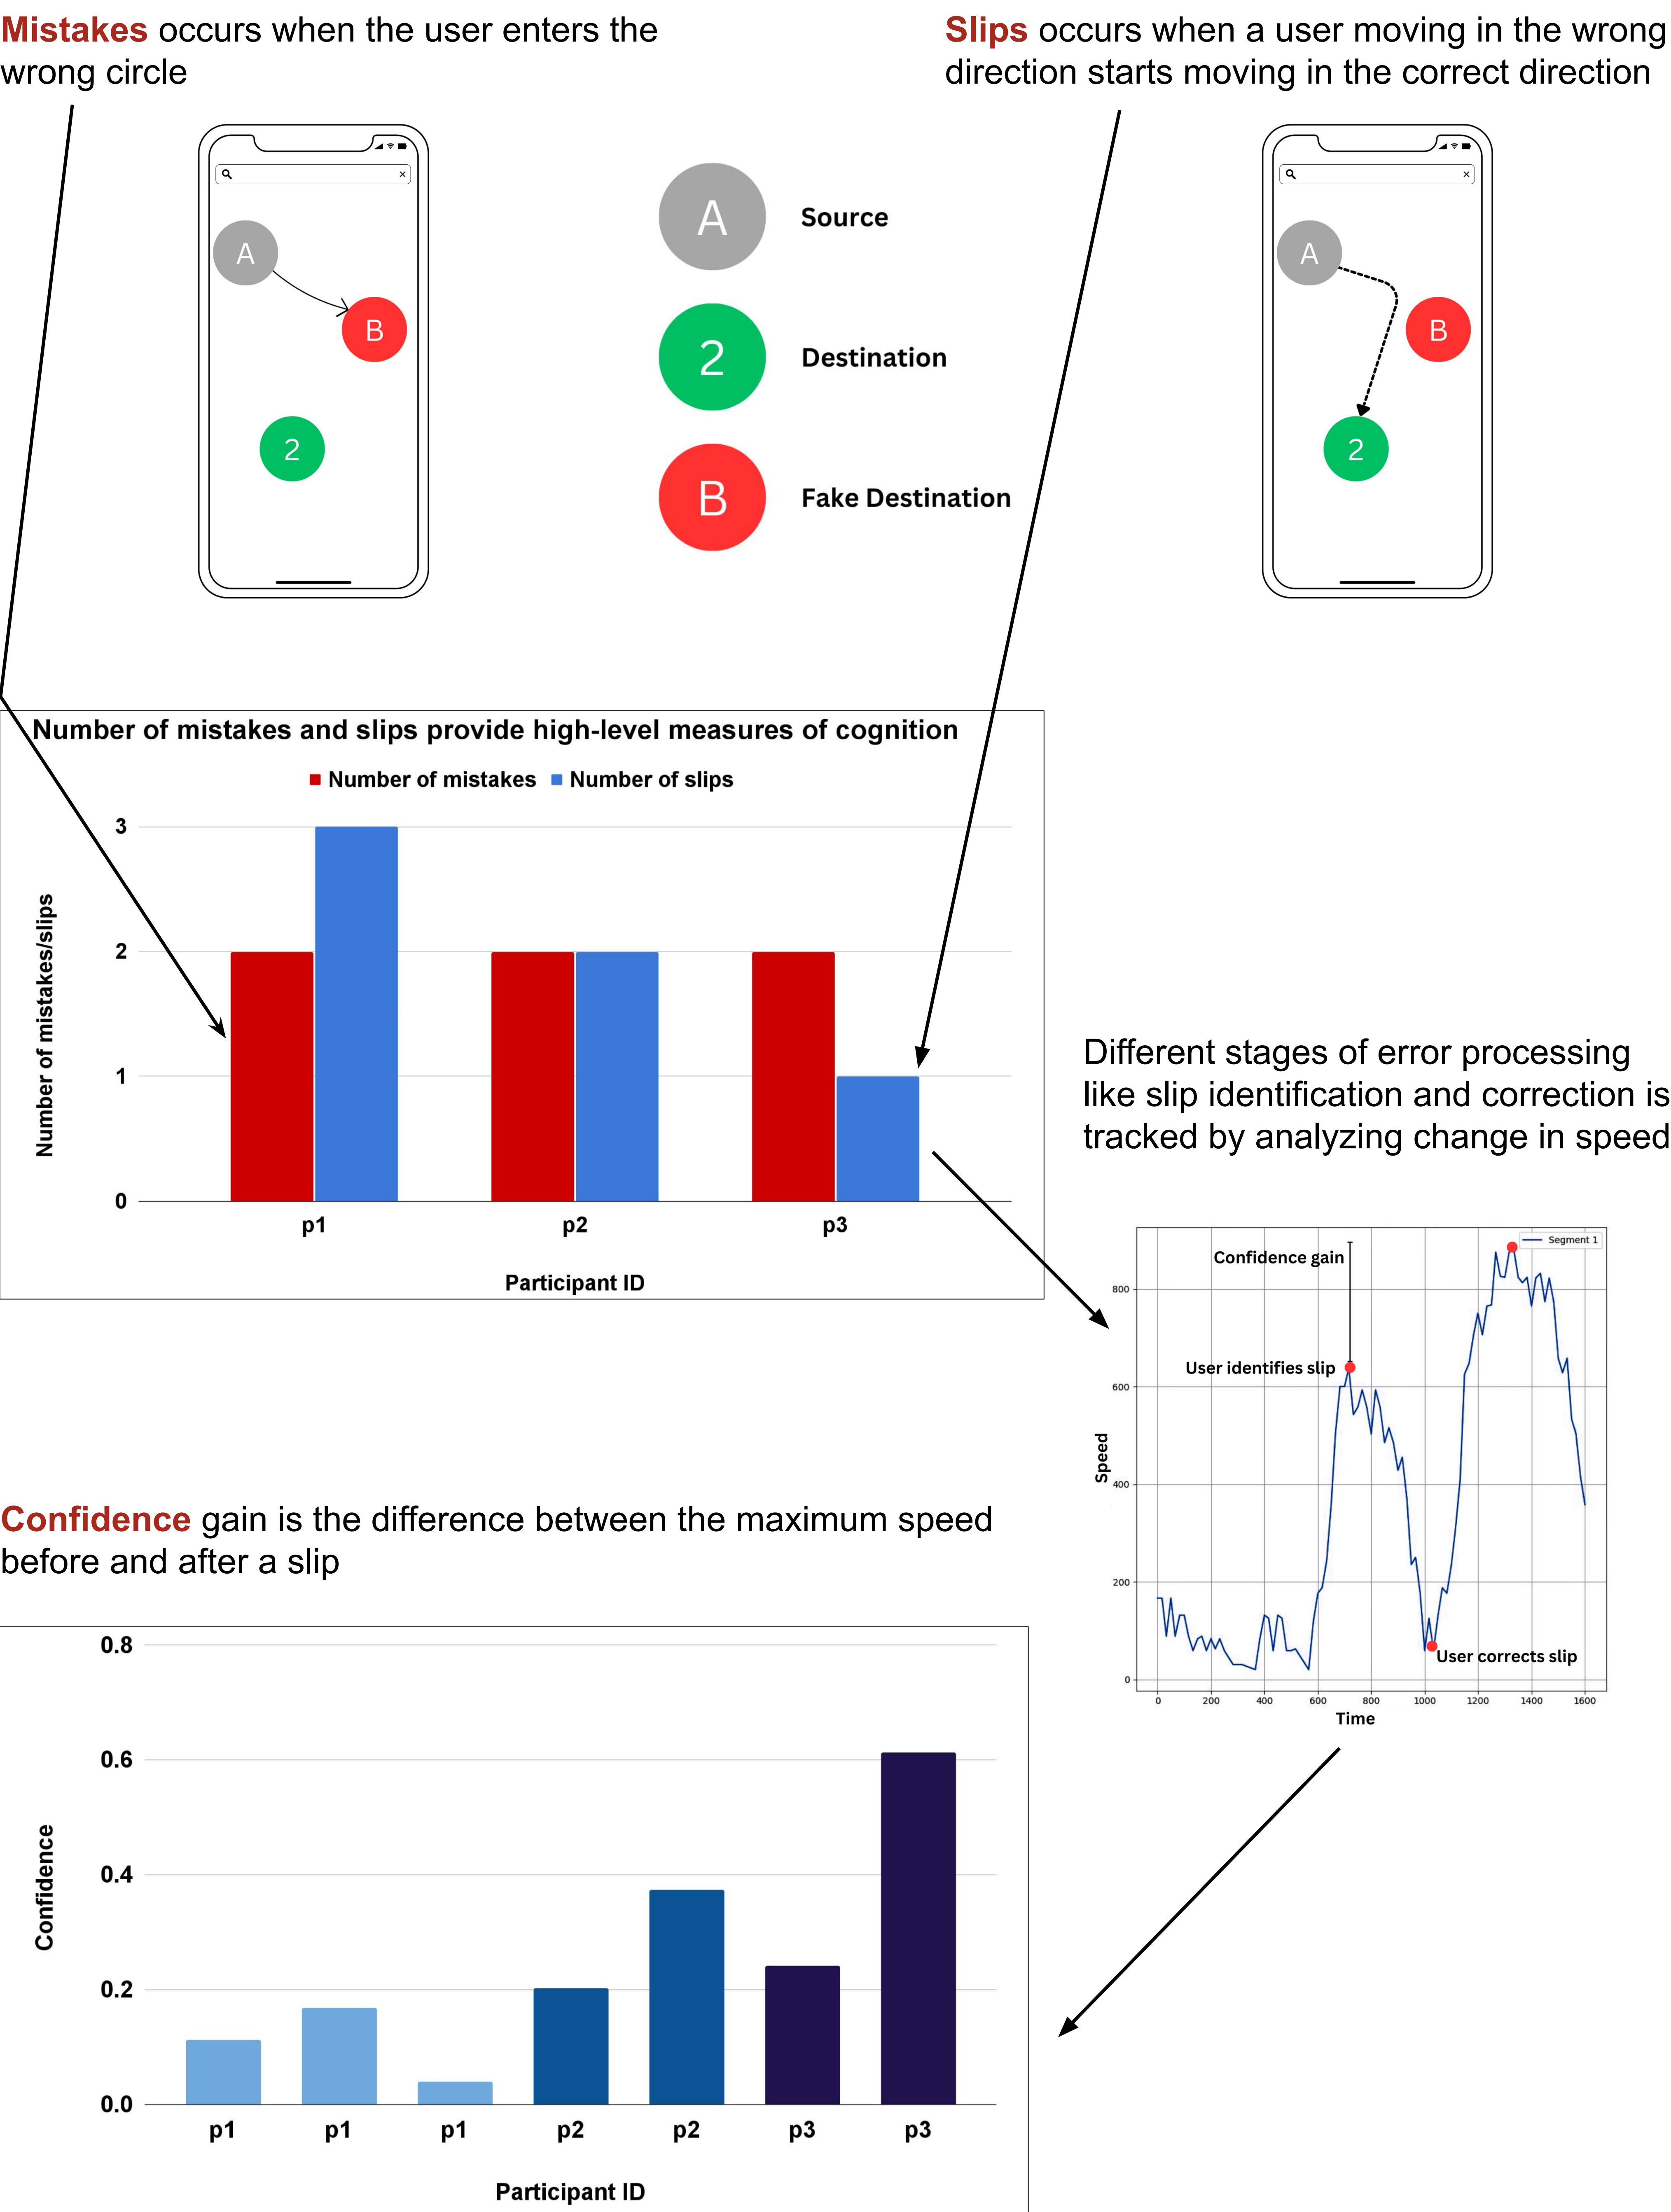 Mistakes occurs when the user enters the
wrong circle
Slips occurs when a user moving in the wrong
direction starts moving in the correct direction
A
B
2
A
Source
2
Destination
B
Fake Destination
A
B
2
Number of mistakes and slips provide high-level measures of cognition
Number of mistakes
Number of slips
Number of mistakes/slips
3
2
1
0
p1
p2
p3
Participant ID
Different stages of error processing
like slip identification and correction is
tracked by analyzing change in speed
Segment 1
Confidence gain
User identifies slip
User corrects slip
Speed
800
600
400
200
0
0
200
400
600
800
1000
1200
1400
1600
Time
Confidence gain is the difference between the maximum speed
before and after a slip
Confidence
0.8
0.6
0.4
0.2
0.0
p1
p1
p1
p2
p2
p3
p3
Participant ID